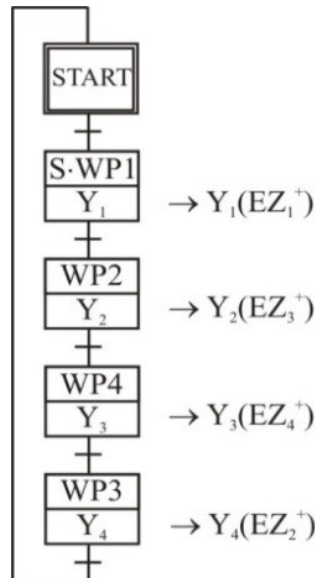 START
S·WP1
Y₁ → Y₁(EZ₁⁺)
WP2
Y₂ → Y₂(EZ₃⁺)
WP4
Y₃ → Y₃(EZ₄⁺)
WP3
Y₄ → Y₄(EZ₂⁺)